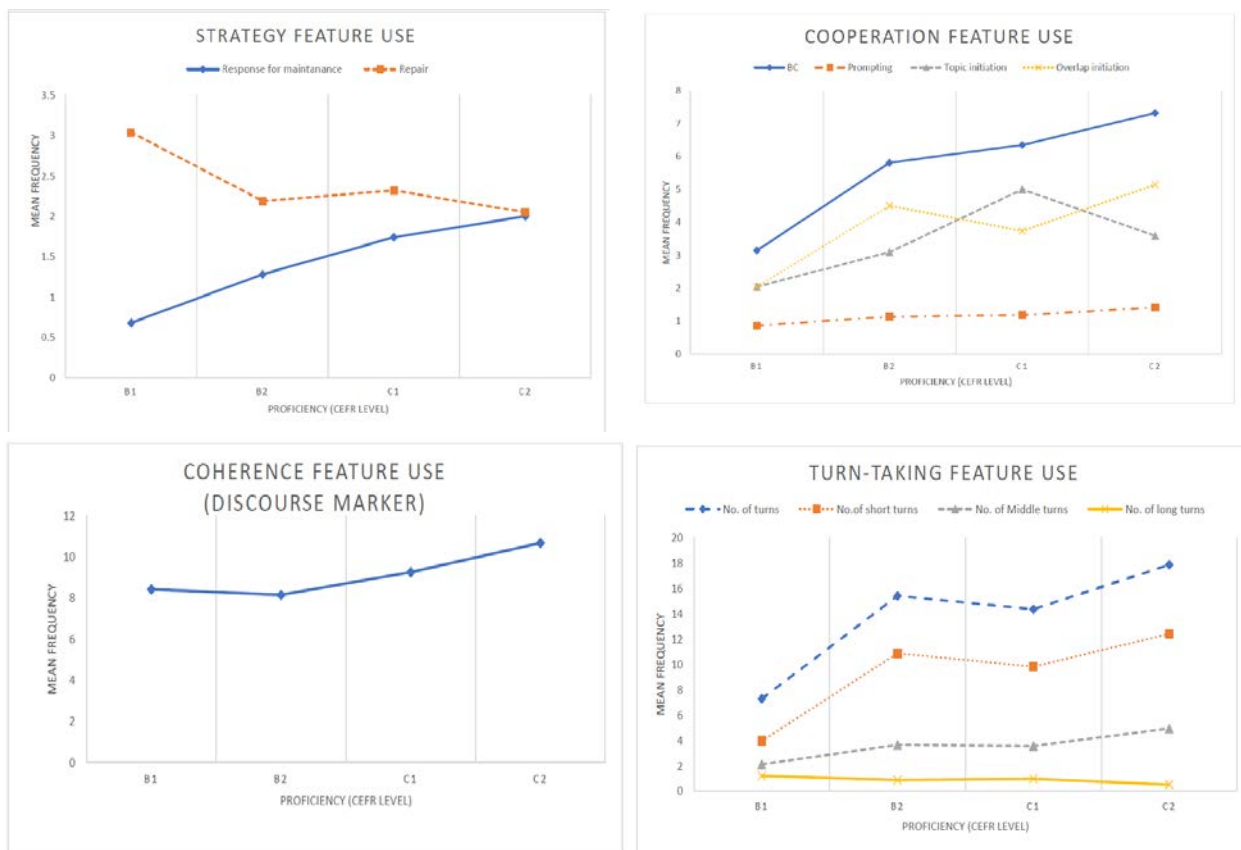 STRATEGY FEATURE USE
Response for maintanance Repair
3.5
3
2.5
2
1.5
1
0.5
0
MEAN FREQUENCY
B1 B2 C1 C2
PROFICIENCY (CEFR LEVEL)
COOPERATION FEATURE USE
BC Prompting Topic initiation Overlap initiation
8
7
6
5
4
3
2
1
0
MEAN FREQUENCY
B1 B2 C1 C2
PROFICIENCY (CEFR LEVEL)
COHERENCE FEATURE USE
(DISCOURSE MARKER)
12
10
8
6
4
2
0
MEAN FREQUENCY
B1 B2 C1 C2
PROFICIENCY (CEFR LEVEL)
TURN-TAKING FEATURE USE
No. of turns No.of short turns No. of Middle turns No. of long turns
20
18
16
14
12
10
8
6
4
2
0
MEAN FREQUENCY
B1 B2 C1 C2
PROFICIENCY (CEFR LEVEL)